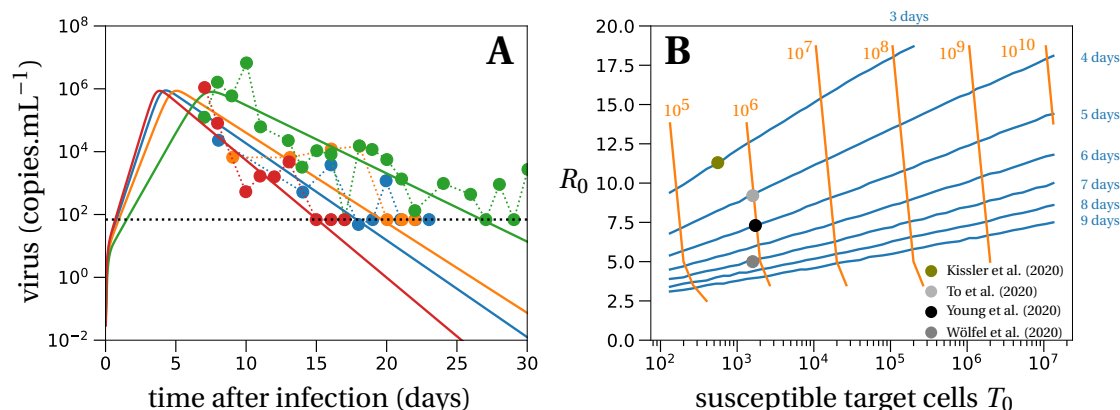 A
10^8
10^6
10^4
10^2
10^0
10^−2
virus (copies.mL^−1)
0 5 10 15 20 25 30
time after infection (days)
B
3 days
20.0
17.5
15.0
12.5
10.0
7.5
5.0
2.5
0.0
R_0
10^5
10^6
10^7
10^8
10^9
10^10
4 days
5 days
6 days
7 days
8 days
9 days
Kissler et al. (2020)
To et al. (2020)
Young et al. (2020)
Wölfel et al. (2020)
10^2 10^3 10^4 10^5 10^6 10^7
susceptible target cells T_0